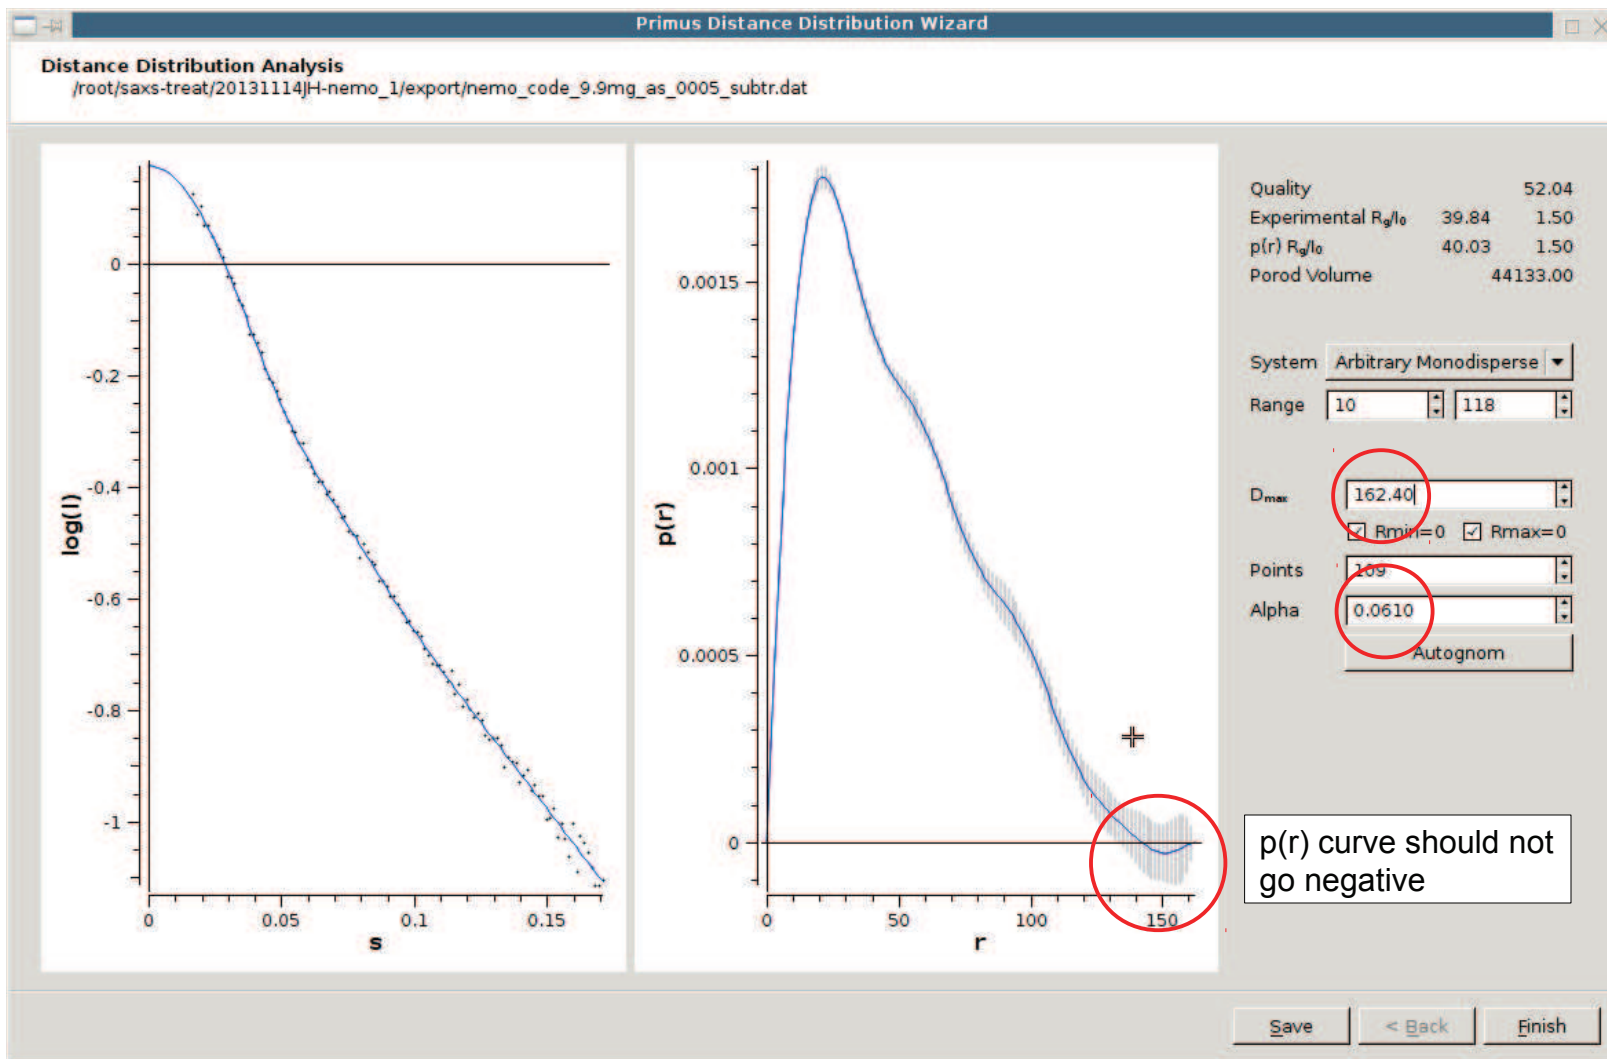 Primus Distance Distribution Wizard
Distance Distribution Analysis
/root/saxs-treat/20131114JH-nemo_1/export/nemo_code_9.9mg_as_0005_subtr.dat
log(I)
0
-0.2
-0.4
-0.6
-0.8
-1
0 0.05 0.1 0.15
s
p(r)
0.0015
0.001
0.0005
0
0 50 100 150
r
Quality 52.04
Experimental Rg/I0 39.84 1.50
p(r) Rg/I0 40.03 1.50
Porod Volume 44133.00
System Arbitrary Monodisperse
Range 10 118
Dmax 162.40
Rmin=0 Rmax=0
Points 109
Alpha 0.0610
Autognom
p(r) curve should not
go negative
Save < Back Finish